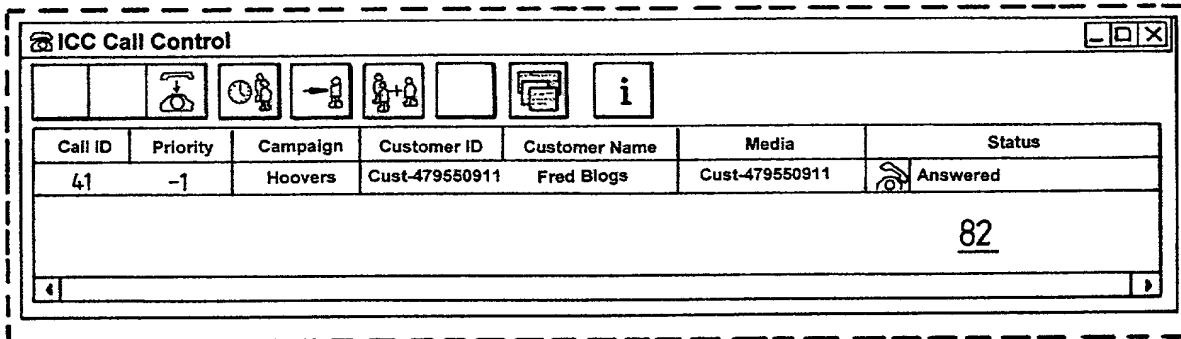 ICC Call Control
i
Call ID Priority Campaign Customer ID Customer Name Media Status
41 -1 Hoovers Cust-479550911 Fred Blogs Cust-479550911 Answered
82